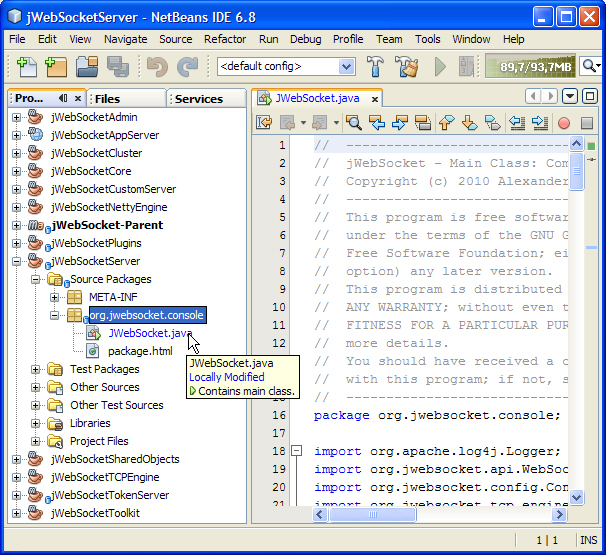 jWebSocketServer - NetBeans IDE 6.8
File Edit View Navigate Source Refactor Run Debug Profile Team Tools Window Help
<default config>
89,7/93,7MB
Pro...
Files
Services
jWebSocketAdmin
jWebSocketAppServer
jWebSocketCluster
jWebSocketCore
jWebSocketCustomServer
jWebSocketNettyEngine
jWebSocket-Parent
jWebSocketPlugins
jWebSocketServer
Source Packages
META-INF
org.jwebsocket.console
JWebSocket.java
package.html
Test Packages
Other Sources
Other Test Sources
Libraries
Project Files
jWebSocketSharedObjects
jWebSocketTCPEngine
jWebSocketTokenServer
jWebSocketToolkit
JWebSocket.java
Locally Modified
Contains main class.
JWebSocket.java
1 // ---------------------------
2 // jWebSocket - Main Class: Com
3 // Copyright (c) 2010 Alexander
4 // ---------------------------
5 // This program is free softwar
6 // under the terms of the GNU G
7 // Free Software Foundation; ei
8 // option) any later version.
9 // This program is distributed
10 // ANY WARRANTY; without even t
11 // FITNESS FOR A PARTICULAR PUR
12 // more details.
// You should have received a c
// with this program; if not, s
// ---------------------------
16 package org.jwebsocket.console;
18 import org.apache.log4j.Logger;
19 import org.jwebsocket.api.WebSoc
20 import org.jwebsocket.config.Con
21 import org.jwebsocket.tcp.engine
1 | 1
INS